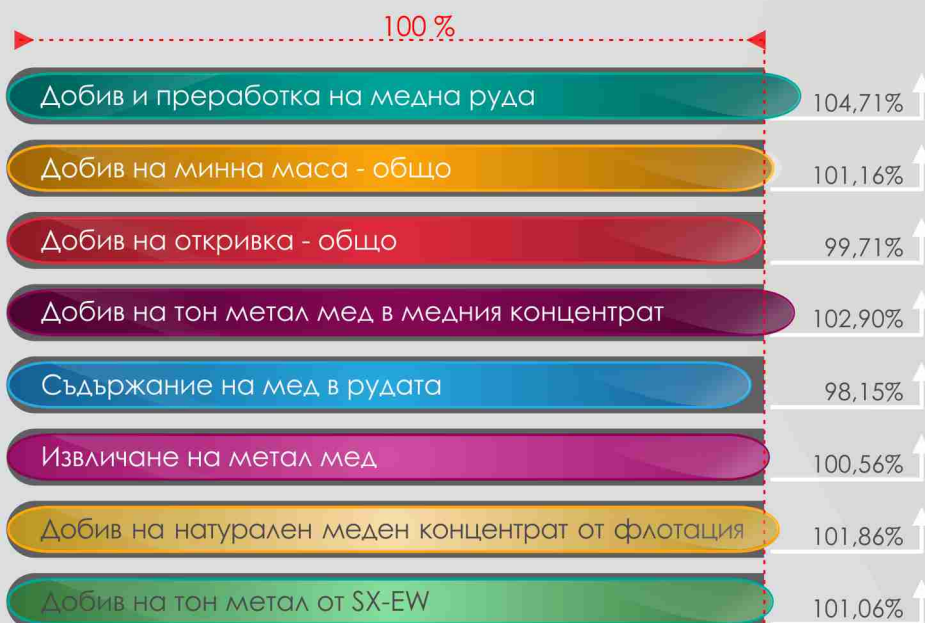 100 %
Добив и преработка на медна руда 104,71%
Добив на минна маса - общо 101,16%
Добив на откривка - общо 99,71%
Добив на тон метал мед в медния концентрат 102,90%
Съдържание на мед в рудата 98,15%
Извличане на метал мед 100,56%
Добив на натурален меден концентрат от флотация 101,86%
Добив на тон метал от SX-EW 101,06%